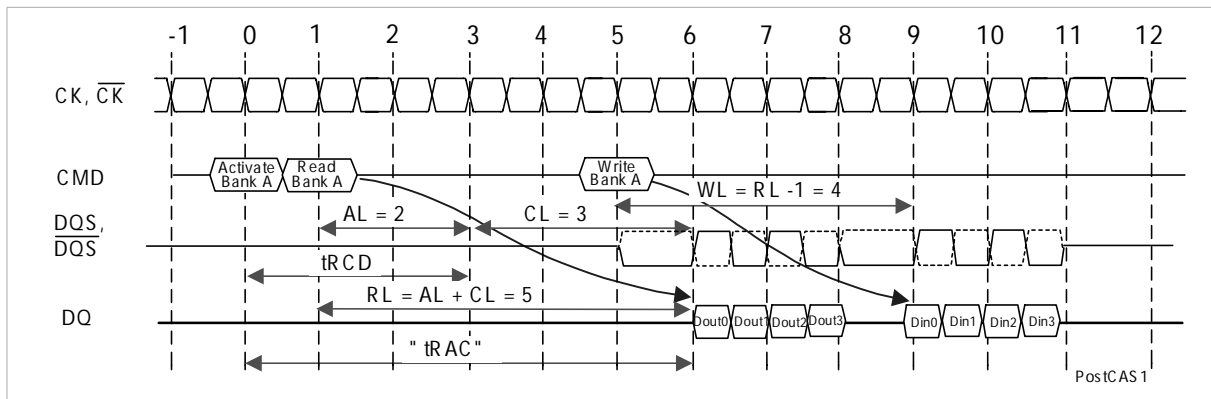 -1 0 1 2 3 4 5 6 7 8 9 10 11 12
CK, CK
CMD
Activate Bank A
Read Bank A
Write Bank A
WL = RL -1 = 4
AL = 2
CL = 3
DQS,
DQS
tRCD
RL = AL + CL = 5
DQ
Dout0 Dout1 Dout2 Dout3
Din0 Din1 Din2 Din3
" tRAC"
PostCAS1